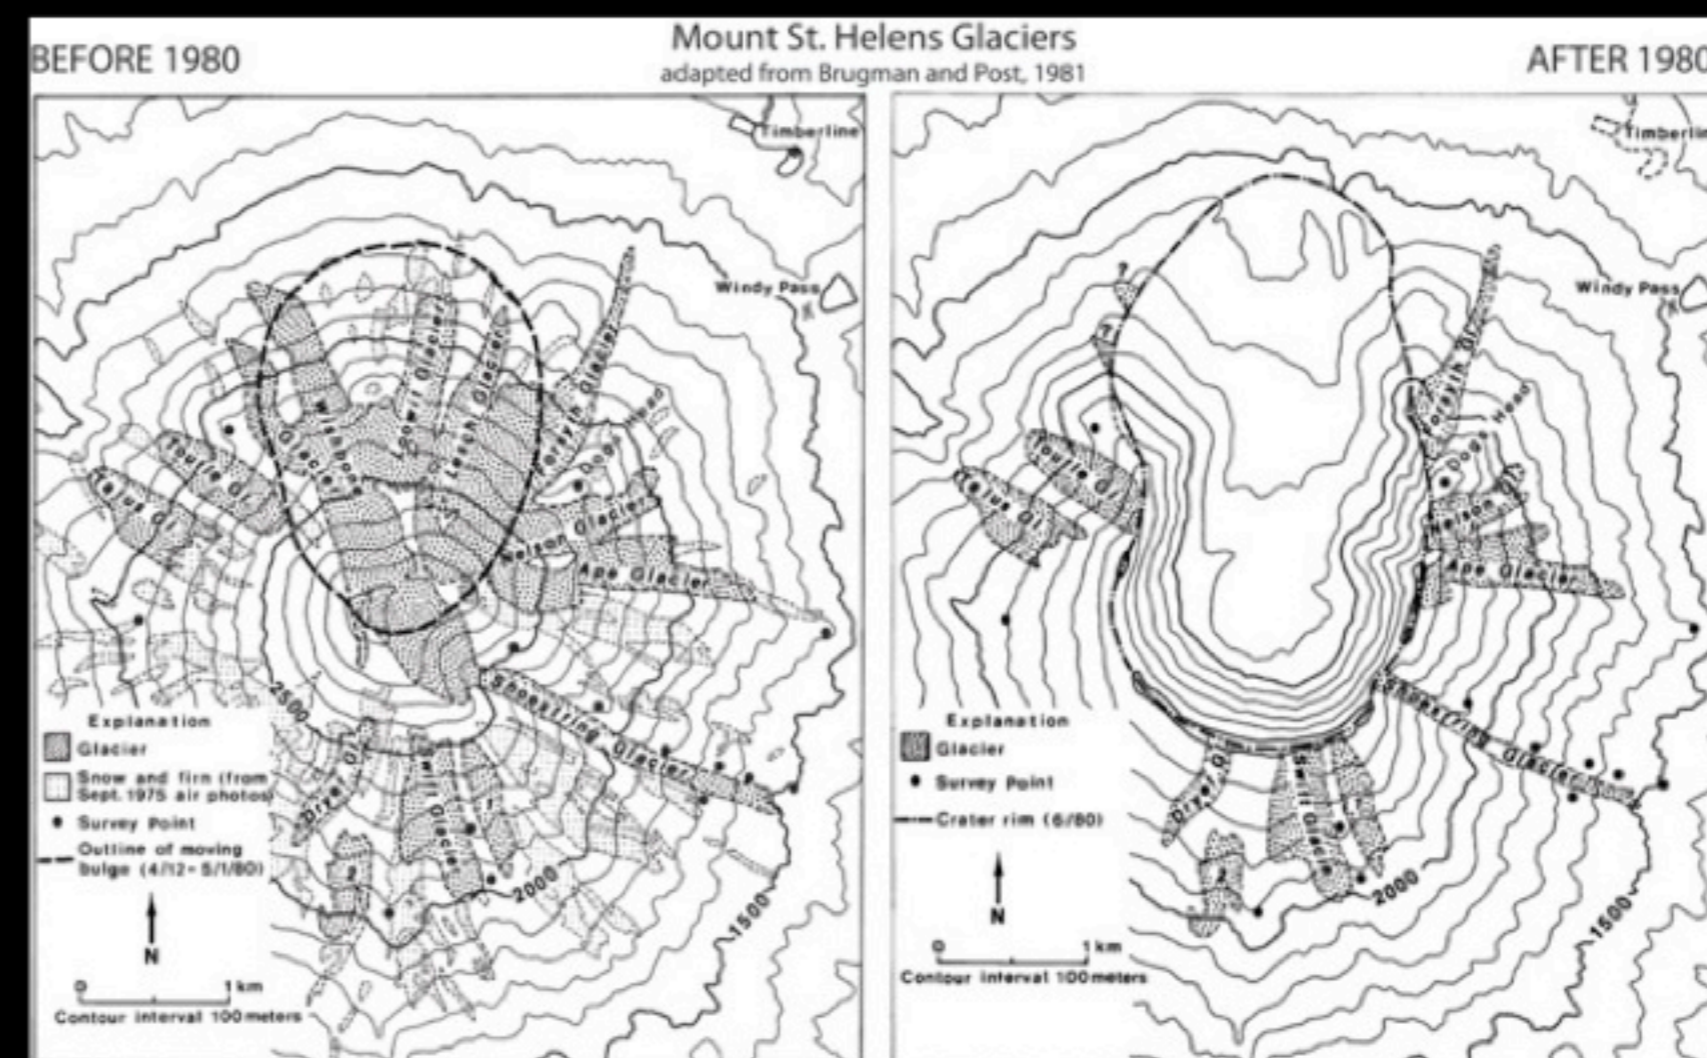 Mount St. Helens Glaciers
adapted from Brugman and Post, 1981
BEFORE 1980
AFTER 1980
Timberline
Windy Pass
Wishbone
Glacier
Loowit Glacier
Leschi Glacier
Forsyth Glacier
Dogs Head
Toutle Gl.
Talus Gl.
Nelson Glacier
Ape Glacier
Shoestring Glacier
2500
Dryer Gl.
Swift Glacier
1
2
2000
1500
Explanation
Glacier
Snow and firn (from
Sept. 1975 air photos)
Survey Point
Outline of moving
bulge (4/12-5/1/80)
N
0 1 km
Contour interval 100 meters
Timberlin
Windy Pass
?
?
Forsyth Gl.
Dogs Head
Toutle Gl.
Talus Gl.
Nelson
Ape Glacier
Shoestring Glacier
Dryer G
Swift Glacier
1
2
2000
1500
Explanation
Glacier
Survey Point
Crater rim (6/80)
N
0 1 km
Contour interval 100 meters